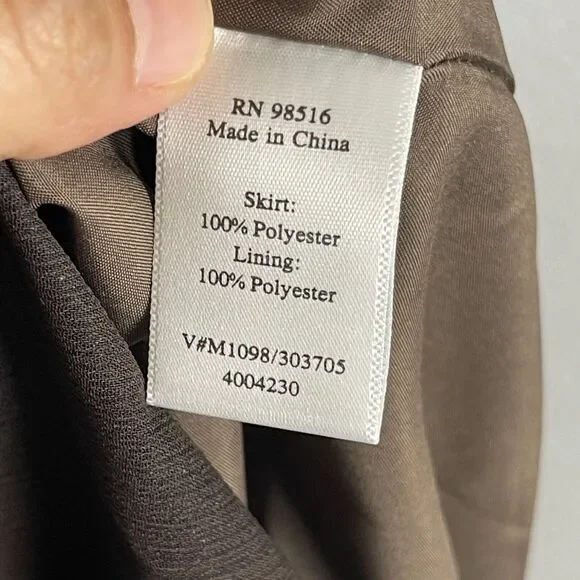 RN 98516
Made in China
Skirt:
100% Polyester
Lining:
100% Polyester
V#M1098/303705
4004230